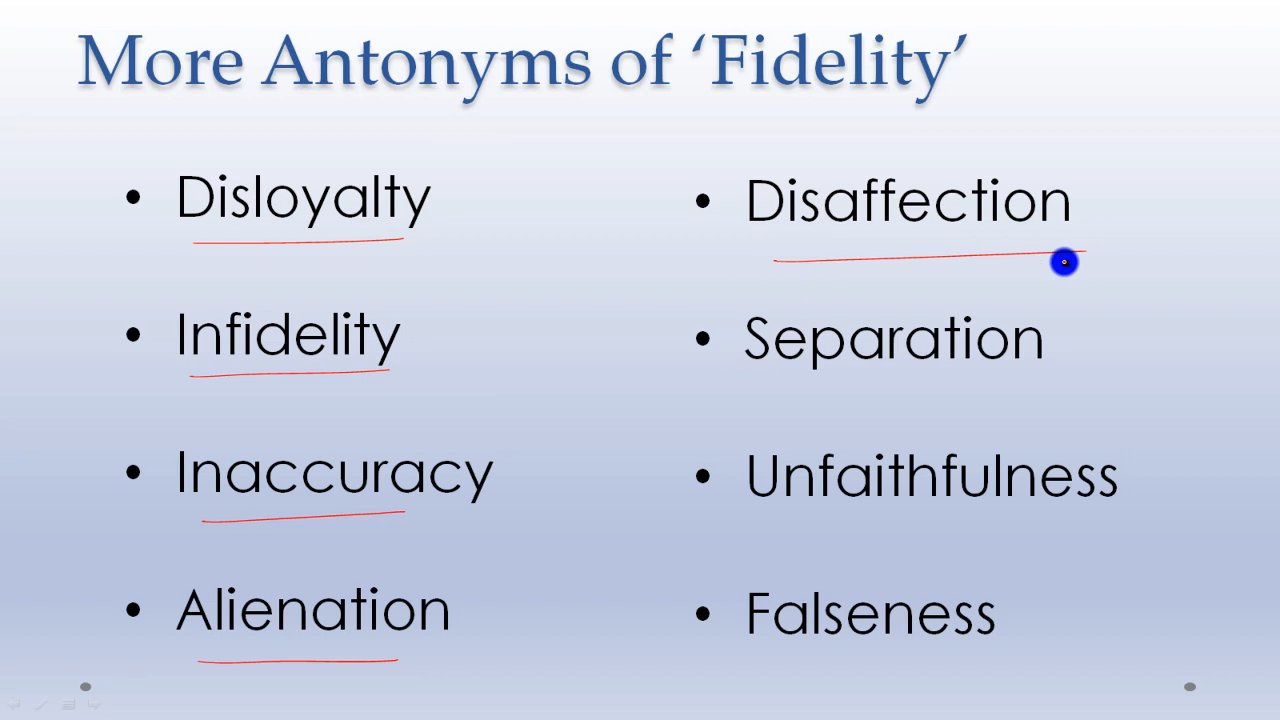 More Antonyms of ‘Fidelity’
• Disloyalty
• Infidelity
• Inaccuracy
• Alienation
• Disaffection
• Separation
• Unfaithfulness
• Falseness